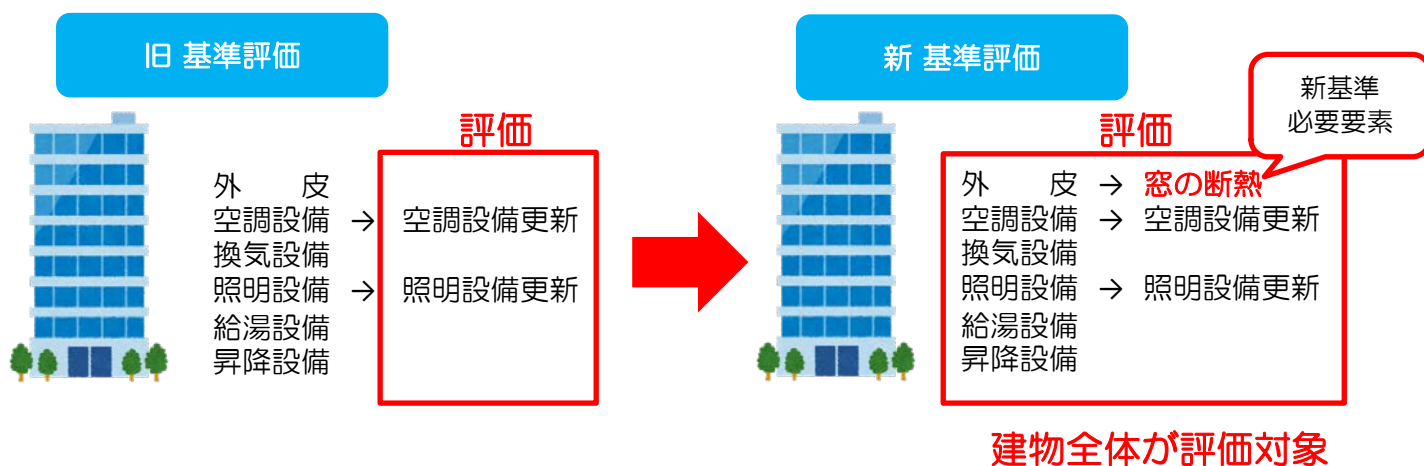 旧 基準評価
評価
外　　皮
空調設備 → 空調設備更新
換気設備
照明設備 → 照明設備更新
給湯設備
昇降設備
新 基準評価
新基準
必要要素
評価
外　　皮 → 窓の断熱
空調設備 → 空調設備更新
換気設備
照明設備 → 照明設備更新
給湯設備
昇降設備
建物全体が評価対象